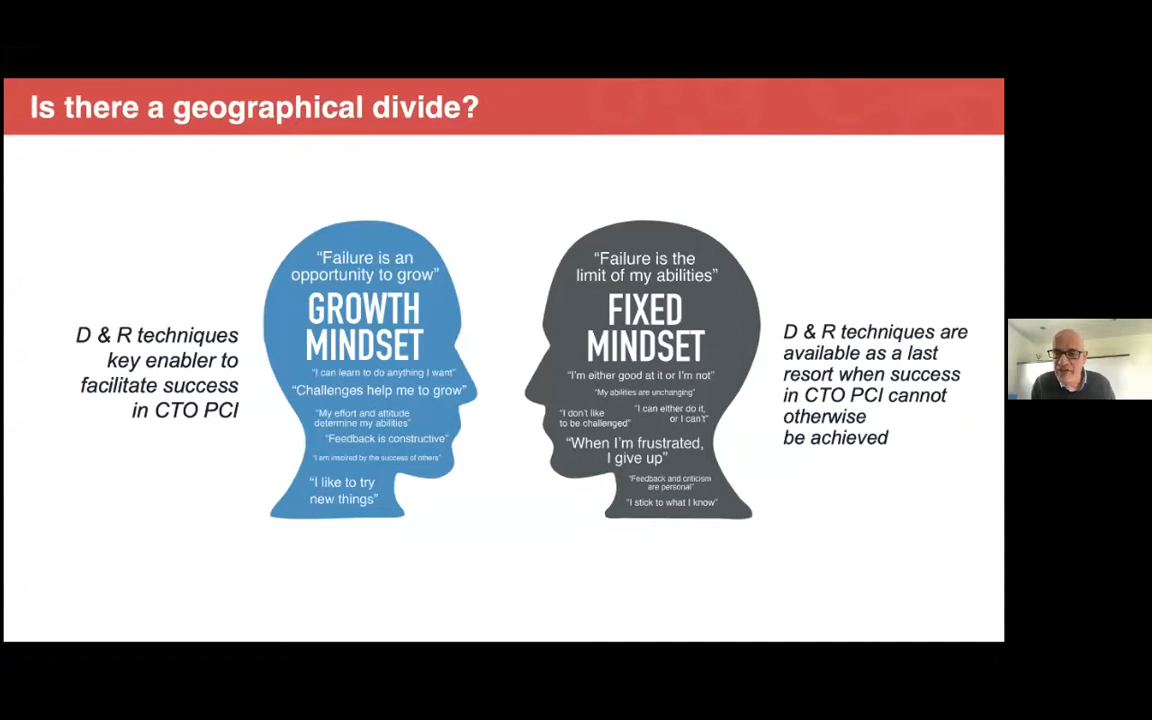 Is there a geographical divide?
D & R techniques
key enabler to
facilitate success
in CTO PCI
“Failure is an
opportunity to grow”
GROWTH
MINDSET
“I can learn to do anything I want”
“Challenges help me to grow”
“My effort and attitude
determine my abilities”
“Feedback is constructive”
“I am inspired by the success of others”
“I like to try
new things”
“Failure is the
limit of my abilities”
FIXED
MINDSET
“I’m either good at it or I’m not”
“My abilities are unchanging”
“I don’t like
to be challenged”
“I can either do it,
or I can’t”
“When I’m frustrated,
I give up”
“Feedback and criticism
are personal”
“I stick to what I know”
D & R techniques are
available as a last
resort when success
in CTO PCI cannot
otherwise
be achieved